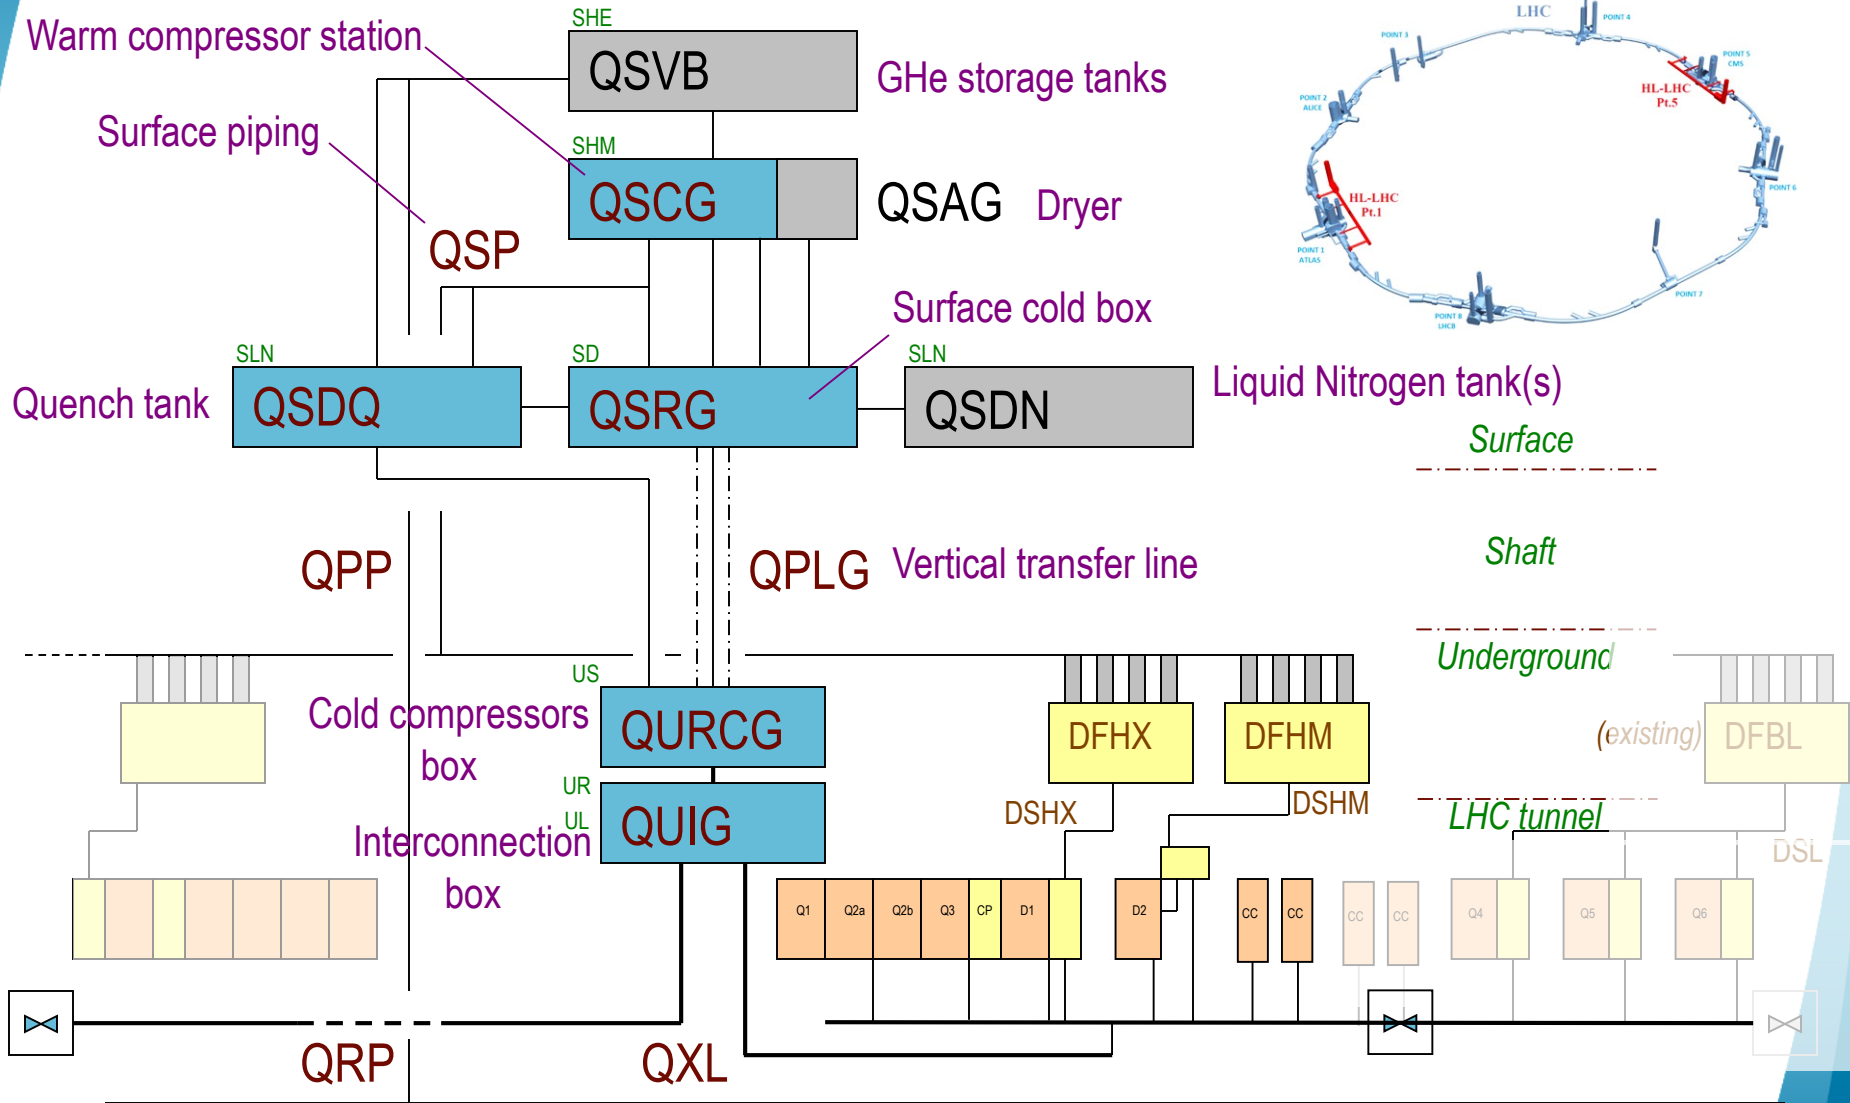 SHE
Warm compressor station
QSVB
GHe storage tanks
Surface piping
SHM
QSCG
QSAG
Dryer
QSP
Surface cold box
SLN
SD
SLN
Quench tank
QSDQ
QSRG
QSDN
Liquid Nitrogen tank(s)
LHC
POINT 4
POINT 3
POINT 5
CMS
HL-LHC
Pt.5
POINT 2
ALICE
POINT 6
HL-LHC
Pt.1
POINT 1
ATLAS
POINT 7
POINT 8
LHCB
Surface
Shaft
QPP
QPLG
Vertical transfer line
Underground
US
Cold compressors
box
QURCG
DFHX
DFHM
(existing)
DFBL
UR
UL
Interconnection
box
QUIG
DSHX
DSHM
LHC tunnel
DSL
Q1
Q2a
Q2b
Q3
CP
D1
D2
CC
CC
CC
CC
Q4
Q5
Q6
QRP
QXL